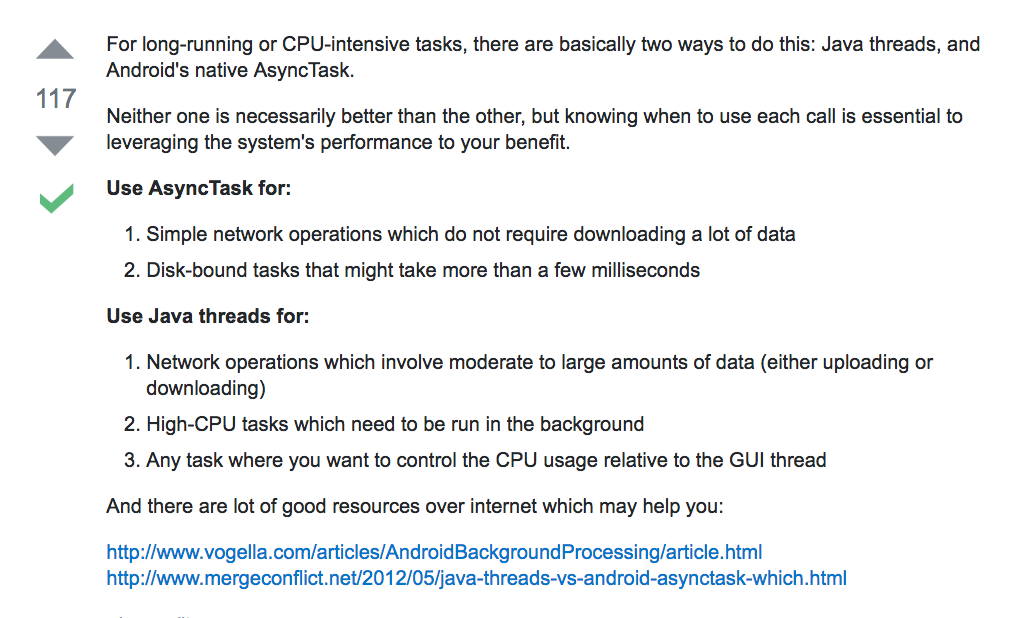 For long-running or CPU-intensive tasks, there are basically two ways to do this: Java threads, and
Android's native AsyncTask.
117
Neither one is necessarily better than the other, but knowing when to use each call is essential to
leveraging the system's performance to your benefit.
Use AsyncTask for:
1. Simple network operations which do not require downloading a lot of data
2. Disk-bound tasks that might take more than a few milliseconds
Use Java threads for:
1. Network operations which involve moderate to large amounts of data (either uploading or
downloading)
2. High-CPU tasks which need to be run in the background
3. Any task where you want to control the CPU usage relative to the GUI thread
And there are lot of good resources over internet which may help you:
http://www.vogella.com/articles/AndroidBackgroundProcessing/article.html
http://www.mergeconflict.net/2012/05/java-threads-vs-android-asynctask-which.html